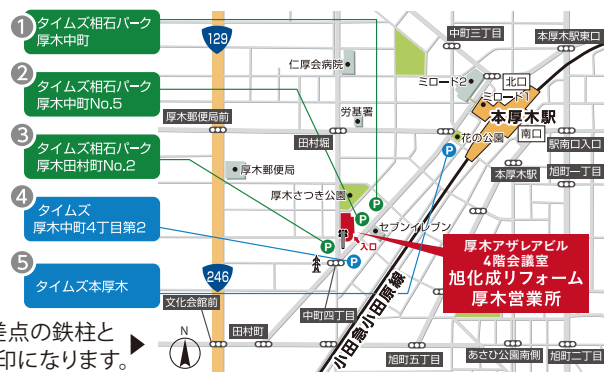 1
タイムズ相石パーク
厚木中町
2
タイムズ相石パーク
厚木中町No.5
3
タイムズ相石パーク
厚木田村町No.2
4
タイムズ
厚木中町4丁目第2
5
タイムズ本厚木
差点の鉄柱と
印になります。
129
246
中町三丁目
本厚木駅東口
仁厚会病院
ミロード2
北口
ミロード1
本厚木駅
南口
労基署
厚木郵便局前
田村堀
花の公園
駅南口入口
P
本厚木駅
旭町一丁目
厚木郵便局
厚木さつき公園
P
P
セブンイレブン
P
入口
P
厚木アザレアビル
4階会議室
旭化成リフォーム
厚木営業所
小田急小田原線
文化会館前
中町四丁目
田村町
N
旭町五丁目
あさひ公園南側
旭町二丁目